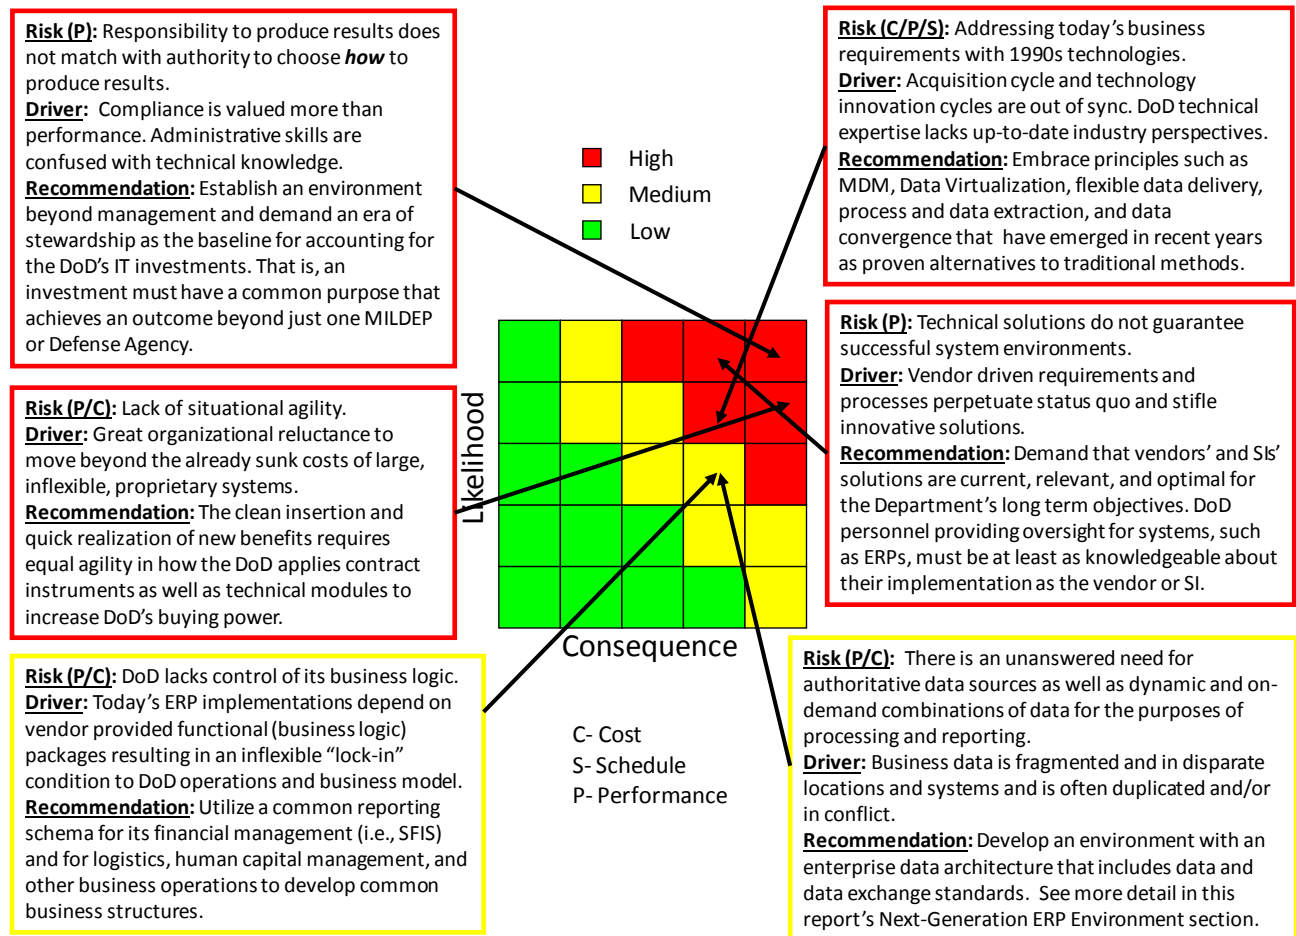 Risk (P): Responsibility to produce results does
not match with authority to choose how to
produce results.
Driver:  Compliance is valued more than
performance. Administrative skills are
confused with technical knowledge.
Recommendation: Establish an environment
beyond management and demand an era of
stewardship as the baseline for accounting for
the DoD's IT investments. That is, an
investment must have a common purpose that
achieves an outcome beyond just one MILDEP
or Defense Agency.
Risk (P/C): Lack of situational agility.
Driver: Great organizational reluctance to
move beyond the already sunk costs of large,
inflexible, proprietary systems.
Recommendation: The clean insertion and
quick realization of new benefits requires
equal agility in how the DoD applies contract
instruments as well as technical modules to
increase DoD's buying power.
Risk (P/C): DoD lacks control of its business logic.
Driver: Today's ERP implementations depend on
vendor provided functional (business logic)
packages resulting in an inflexible “lock-in”
condition to DoD operations and business model.
Recommendation: Utilize a common reporting
schema for its financial management (i.e., SFIS)
and for logistics, human capital management, and
other business operations to develop common
business structures.
High
Medium
Low
Likelihood
Consequence
C- Cost
S- Schedule
P- Performance
Risk (C/P/S): Addressing today's business
requirements with 1990s technologies.
Driver: Acquisition cycle and technology
innovation cycles are out of sync. DoD technical
expertise lacks up-to-date industry perspectives.
Recommendation: Embrace principles such as
MDM, Data Virtualization, flexible data delivery,
process and data extraction, and data
convergence that  have emerged in recent years
as proven alternatives to traditional methods.
Risk (P): Technical solutions do not guarantee
successful system environments.
Driver: Vendor driven requirements and
processes perpetuate status quo and stifle
innovative solutions.
Recommendation: Demand that vendors' and SIs'
solutions are current, relevant, and optimal for
the Department's long term objectives. DoD
personnel providing oversight for systems, such
as ERPs, must be at least as knowledgeable about
their implementation as the vendor or SI.
Risk (P/C):  There is an unanswered need for
authoritative data sources as well as dynamic and on-
demand combinations of data for the purposes of
processing and reporting.
Driver: Business data is fragmented and in disparate
locations and systems and is often duplicated and/or
in conflict.
Recommendation: Develop an environment with an
enterprise data architecture that includes data and
data exchange standards.  See more detail in this
report's Next-Generation ERP Environment section.